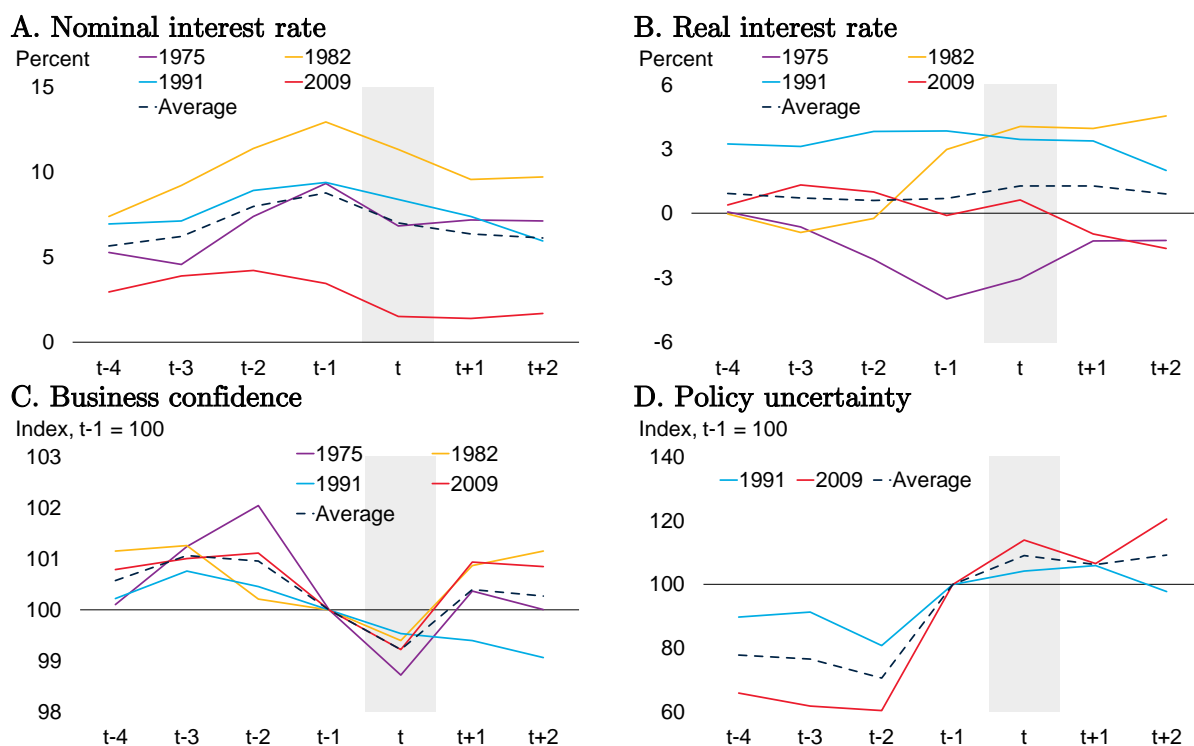 A. Nominal interest rate
Percent
1975
1982
1991
2009
Average
15
10
5
0
t-4 t-3 t-2 t-1 t t+1 t+2
B. Real interest rate
Percent
1975
1982
1991
2009
Average
6
3
0
-3
-6
t-4 t-3 t-2 t-1 t t+1 t+2
C. Business confidence
Index, t-1 = 100
1975
1982
1991
2009
Average
103
102
101
100
99
98
t-4 t-3 t-2 t-1 t t+1 t+2
D. Policy uncertainty
Index, t-1 = 100
1991 2009 Average
140
120
100
80
60
t-4 t-3 t-2 t-1 t t+1 t+2